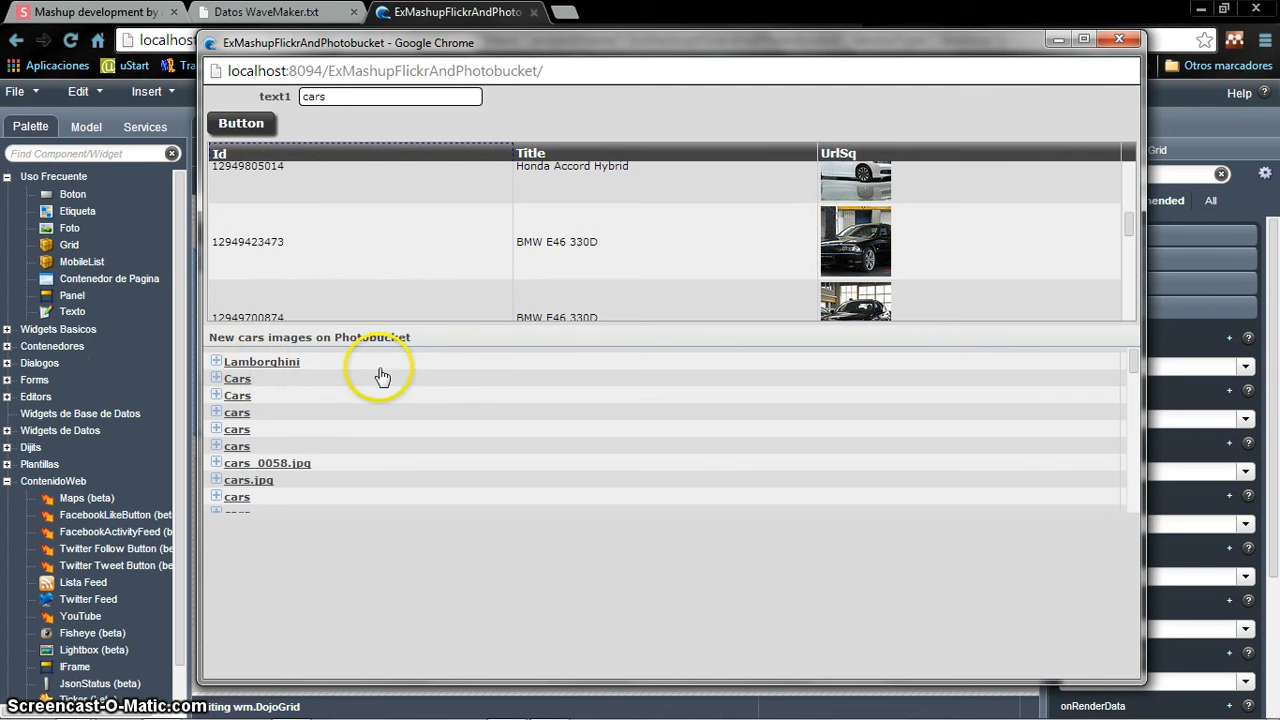 Mashup development by a
Datos WaveMaker.txt
ExMashupFlickrAndPhotobuc
localhost
ExMashupFlickrAndPhotobucket - Google Chrome
localhost:8094/ExMashupFlickrAndPhotobucket/
Aplicaciones
uStart
Otros marcadores
File
Edit
Insert
Help
text1
cars
Button
Palette
Model
Services
Find Component/Widget
Id
Title
UrlSq
12949805014
Honda Accord Hybrid
12949423473
BMW E46 330D
12949700874
BMW E46 330D
New cars images on Photobucket
Lamborghini
Cars
Cars
cars
cars
cars
cars_0058.jpg
cars.jpg
cars
Uso Frecuente
Boton
Etiqueta
Foto
Grid
MobileList
Contenedor de Pagina
Panel
Texto
Widgets Basicos
Contenedores
Dialogos
Forms
Editors
Widgets de Base de Datos
Widgets de Datos
Dijits
Plantillas
ContenidoWeb
Maps (beta)
FacebookLikeButton (bet
FacebookActivityFeed (b
Twitter Follow Button (be
Twitter Tweet Button (be
Lista Feed
Twitter Feed
YouTube
Fisheye (beta)
Lightbox (beta)
IFrame
JsonStatus (beta)
Grid
ended
All
onRenderData
iting wm.DojoGrid
Screencast-O-Matic.com